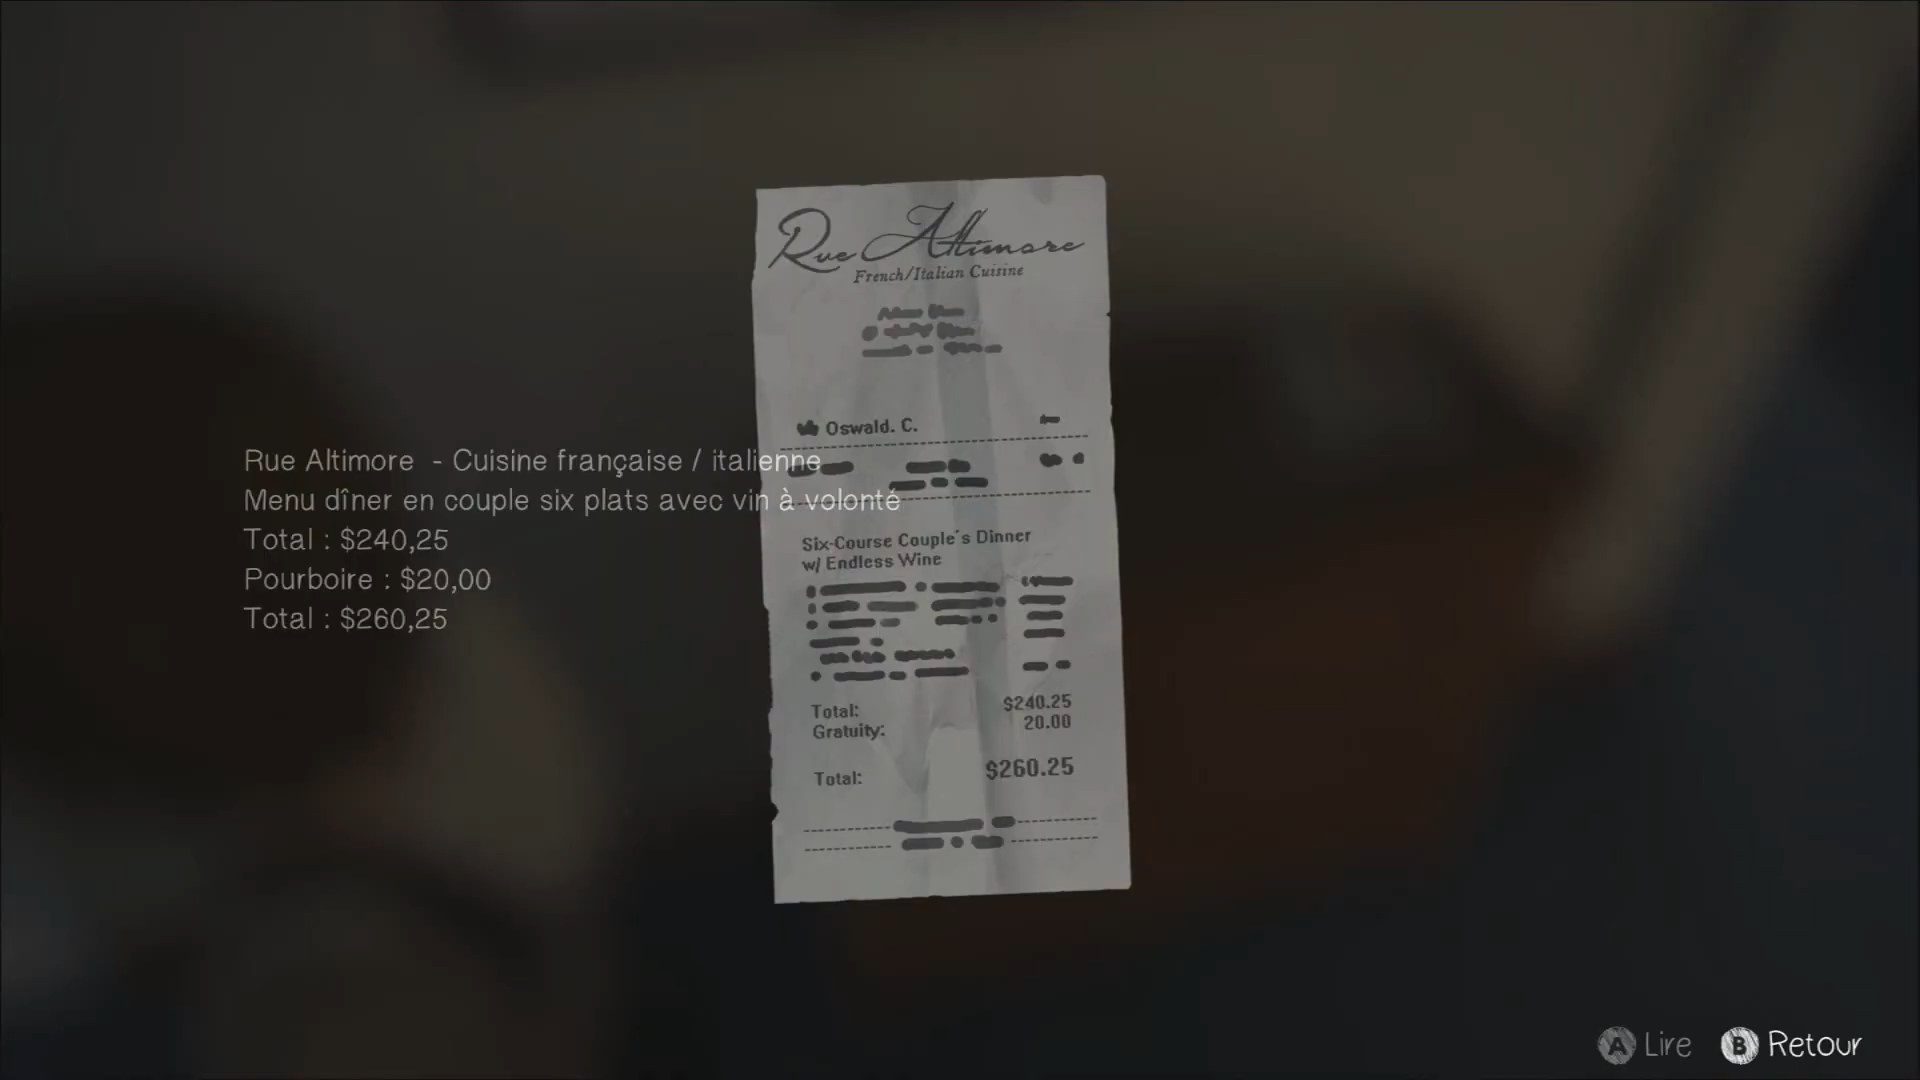 Rue Altimore
French/Italian Cuisine
Oswald. C.
Six-Course Couple's Dinner
w/ Endless Wine
Total: $240.25
Gratuity: 20.00
Total: $260.25
Rue Altimore - Cuisine française / italienne
Menu dîner en couple six plats avec vin à volonté
Total : $240,25
Pourboire : $20,00
Total : $260,25
A Lire B Retour